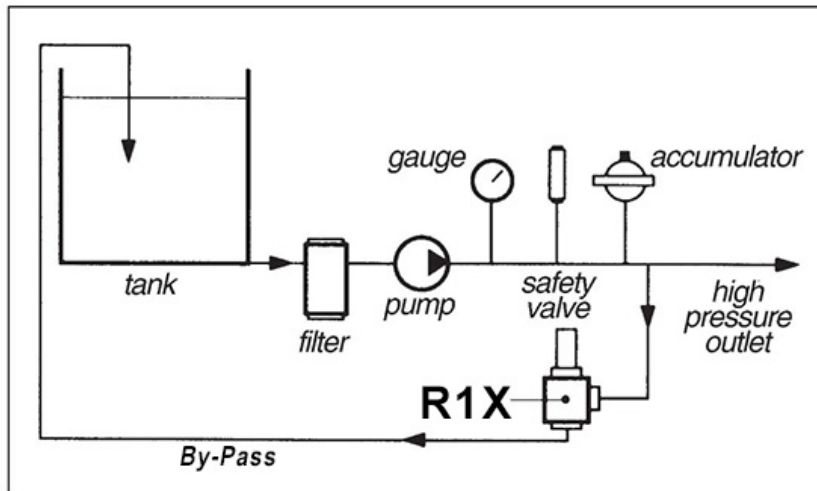 gauge
accumulator
tank
filter
pump
safety
valve
high
pressure
outlet
R1X
By-Pass